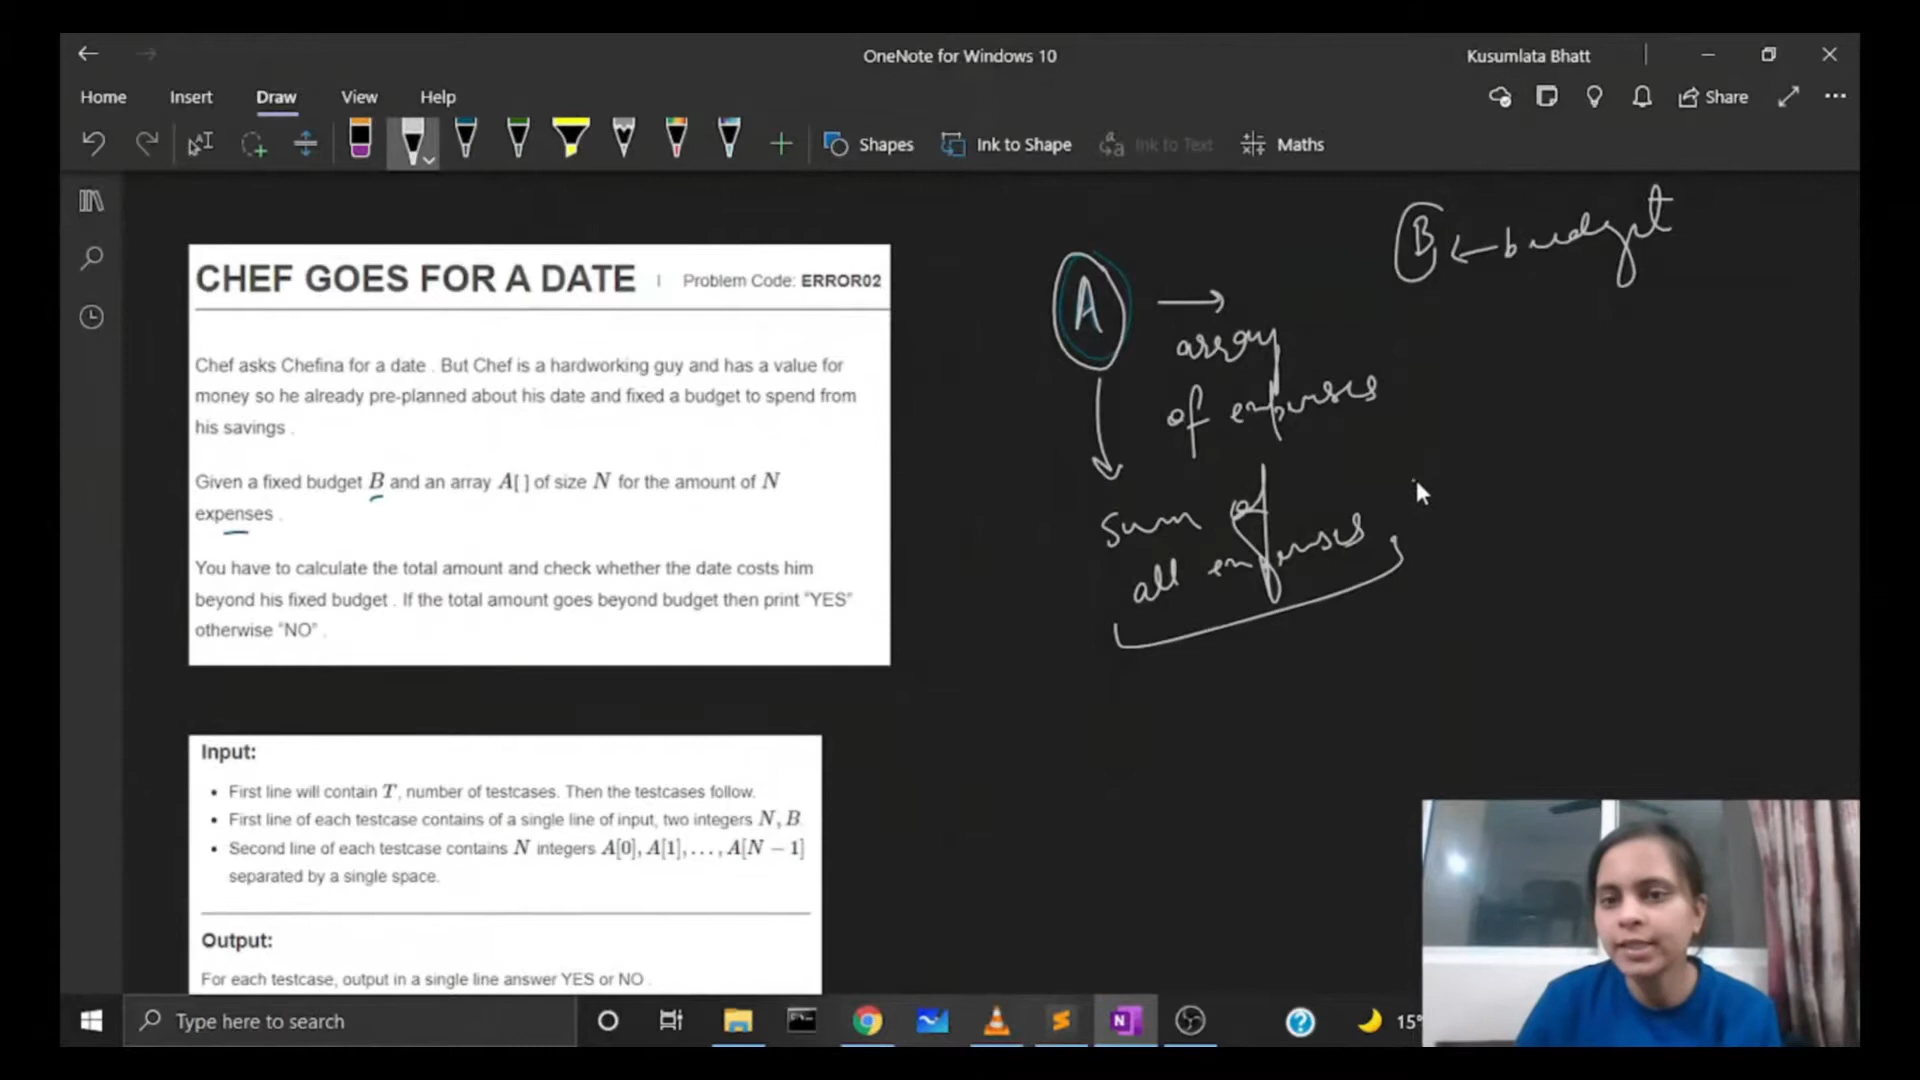 OneNote for Windows 10
Kusumlata Bhatt
Home Insert Draw View Help
Share
Shapes Ink to Shape Ink to Text Maths
CHEF GOES FOR A DATE | Problem Code: ERROR02
Chef asks Chefina for a date . But Chef is a hardworking guy and has a value for
money so he already pre-planned about his date and fixed a budget to spend from
his savings .
Given a fixed budget B and an array A[ ] of size N for the amount of N
expenses .
You have to calculate the total amount and check whether the date costs him
beyond his fixed budget . If the total amount goes beyond budget then print “YES”
otherwise “NO” .
B ← budget
A →
array
of expenses
sum of
all expenses
Input:
• First line will contain T, number of testcases. Then the testcases follow.
• First line of each testcase contains of a single line of input, two integers N, B
• Second line of each testcase contains N integers A[0], A[1], . . . , A[N − 1]
separated by a single space.
Output:
For each testcase, output in a single line answer YES or NO .
Type here to search
15°